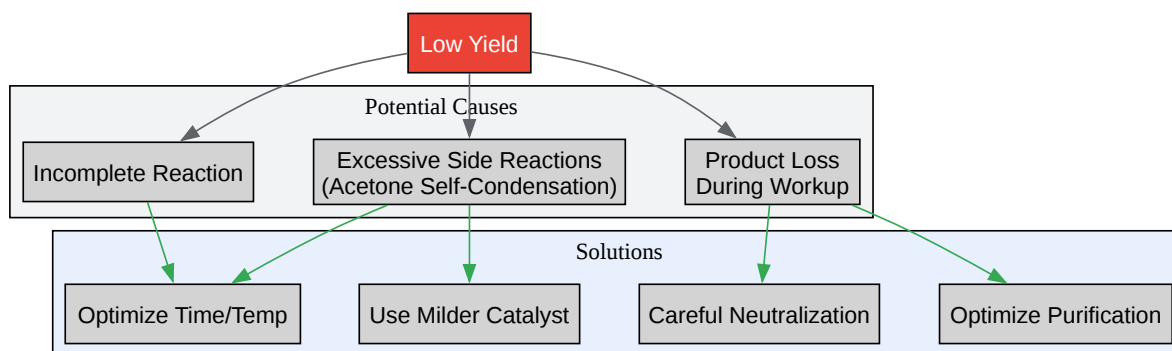 Low Yield
Potential Causes
Incomplete Reaction
Excessive Side Reactions
(Acetone Self-Condensation)
Product Loss
During Workup
Solutions
Optimize Time/Temp
Use Milder Catalyst
Careful Neutralization
Optimize Purification